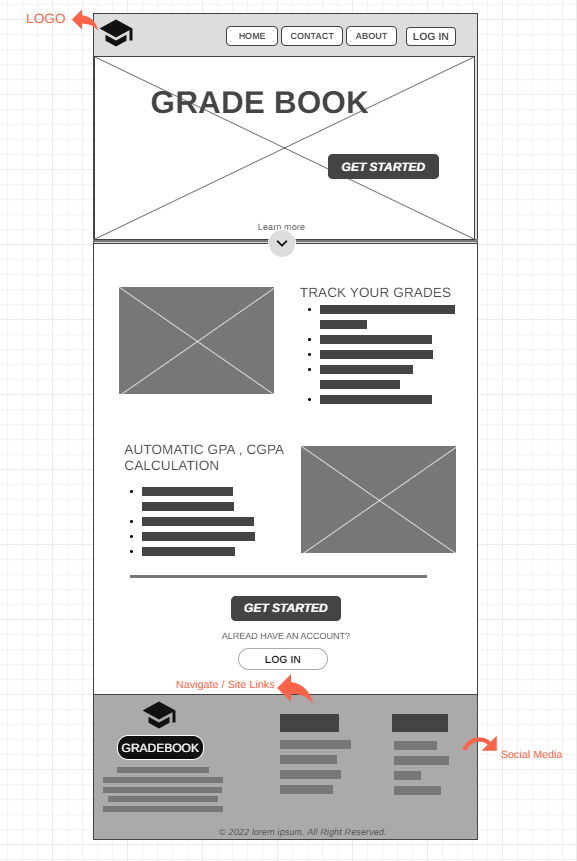 LOGO
HOME
CONTACT
ABOUT
LOG IN
GRADE BOOK
GET STARTED
Learn more
TRACK YOUR GRADES
AUTOMATIC GPA , CGPA
CALCULATION
GET STARTED
ALREAD HAVE AN ACCOUNT?
LOG IN
Navigate / Site Links
GRADEBOOK
Social Media
© 2022 lorem ipsum. All Right Reserved.